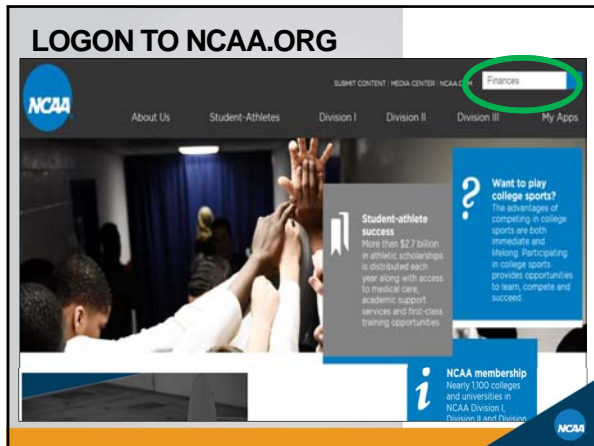 LOGON TO NCAA.ORG
SUBMIT CONTENT | MEDIA CENTER | NCAA.COM
Finances
NCAA
About Us
Student-Athletes
Division I
Division II
Division III
My Apps
Want to play
college sports?
The advantages of
competing in college
sports are both
immediate and
lifelong. Participating
in college sports
provides opportunities
to learn, compete and
succeed.
Student-athlete
success
More than $2.7 billion
in athletic scholarships
is distributed each
year along with access
to medical care,
academic support
services and first-class
training opportunities
NCAA membership
Nearly 1,100 colleges
and universities in
NCAA Division I,
Division II and Division
NCAA